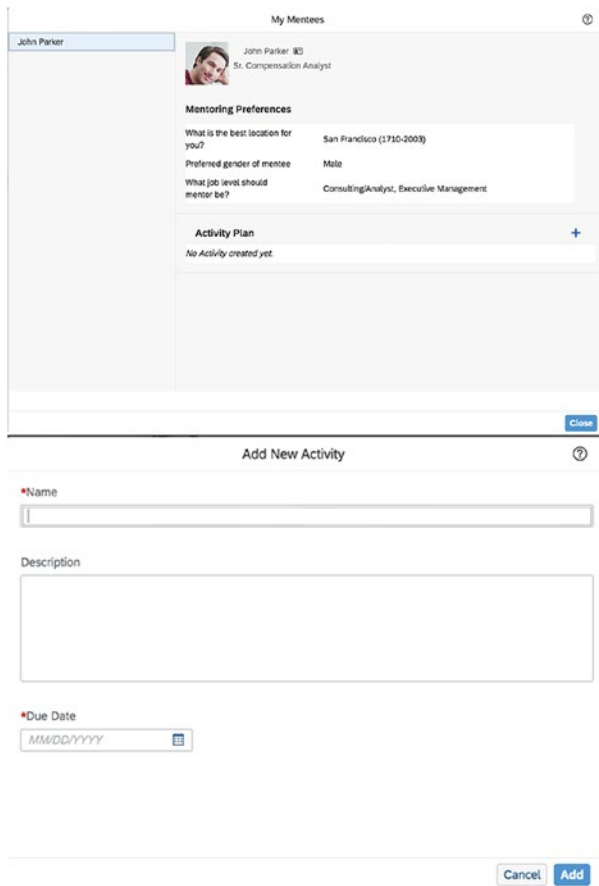 My Mentees
John Parker
John Parker
Sr. Compensation Analyst
Mentoring Preferences
What is the best location for
you?
San Francisco (1710-2003)
Preferred gender of mentee
Male
What job level should
mentor be?
Consulting/Analyst, Executive Management
Activity Plan
No Activity created yet.
Close
Add New Activity
*Name
Description
*Due Date
MM/DD/YYYY
Cancel
Add